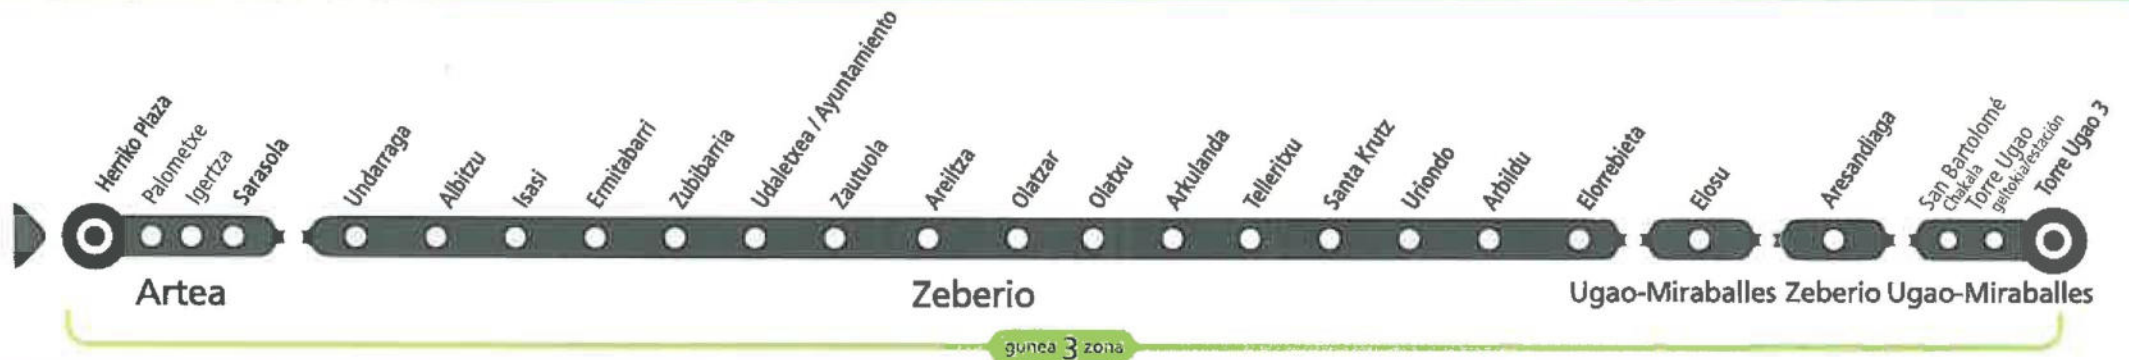 Herriko Plaza
Palometxe
Igertza
Sarasola
Undarraga
Albitzu
Isasi
Ermitabarri
Zubibarria
Udaletxea / Ayuntamiento
Zautuola
Areiltza
Olatzar
Olatxu
Arkulanda
Telleritxu
Santa Krutz
Uriondo
Arbildu
Elorrebieta
Elosu
Aresandiaga
San Bartolomé
Chakala
Torre Ugao
geltokia/estación
Torre Ugao 3
Artea
Zeberio
Ugao-Miraballes
Zeberio
Ugao-Miraballes
gunea 3 zona